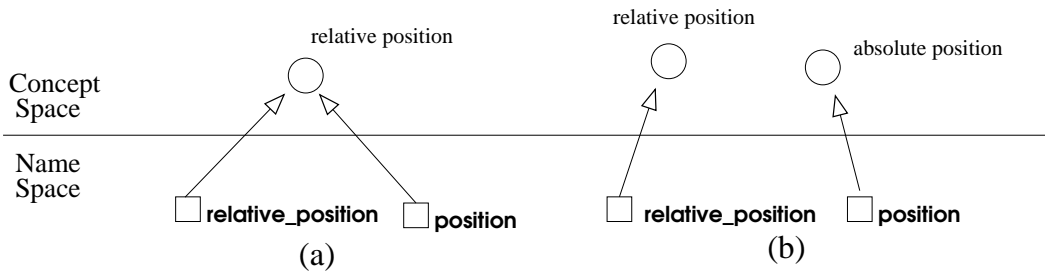 relative position
relative position
absolute position
Concept
Space
Name
Space
relative_position
position
relative_position
position
(a)
(b)